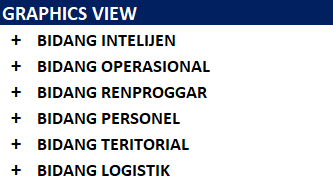 GRAPHICS VIEW
+ BIDANG INTELIJEN
+ BIDANG OPERASIONAL
+ BIDANG RENPROGGAR
+ BIDANG PERSONEL
+ BIDANG TERITORIAL
+ BIDANG LOGISTIK